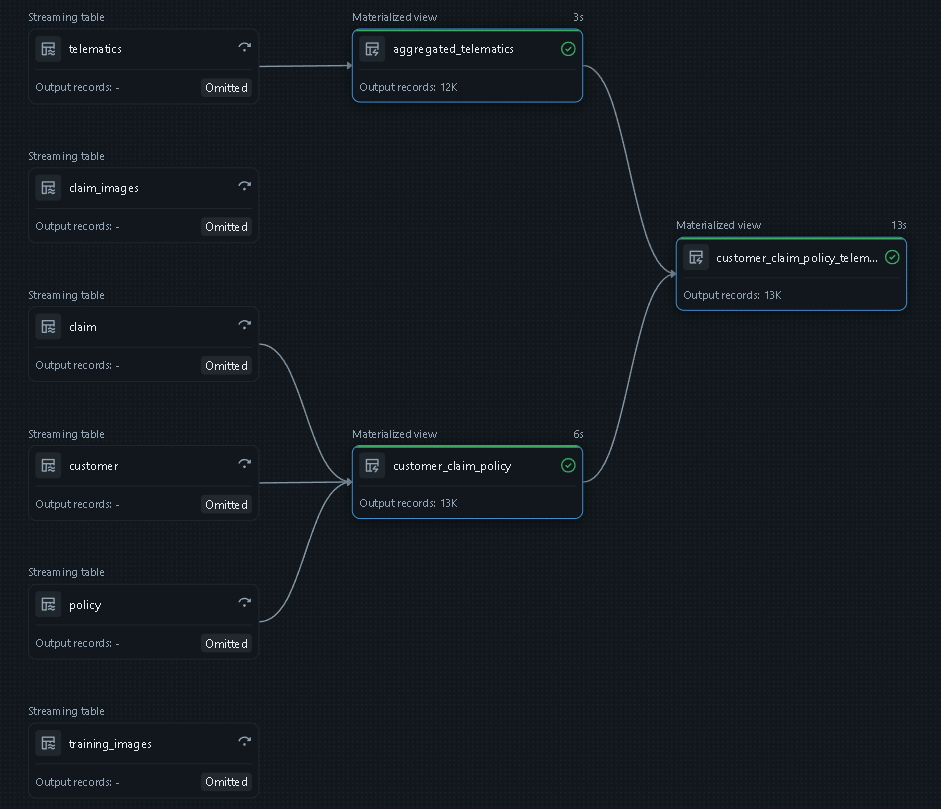 Streaming table
telematics
Output records: -
Omitted
Materialized view
3s
aggregated_telematics
Output records: 12K
Streaming table
claim_images
Output records: -
Omitted
Materialized view
13s
customer_claim_policy_telem...
Output records: 13K
Streaming table
claim
Output records: -
Omitted
Streaming table
customer
Output records: -
Omitted
Materialized view
6s
customer_claim_policy
Output records: 13K
Streaming table
policy
Output records: -
Omitted
Streaming table
training_images
Output records: -
Omitted